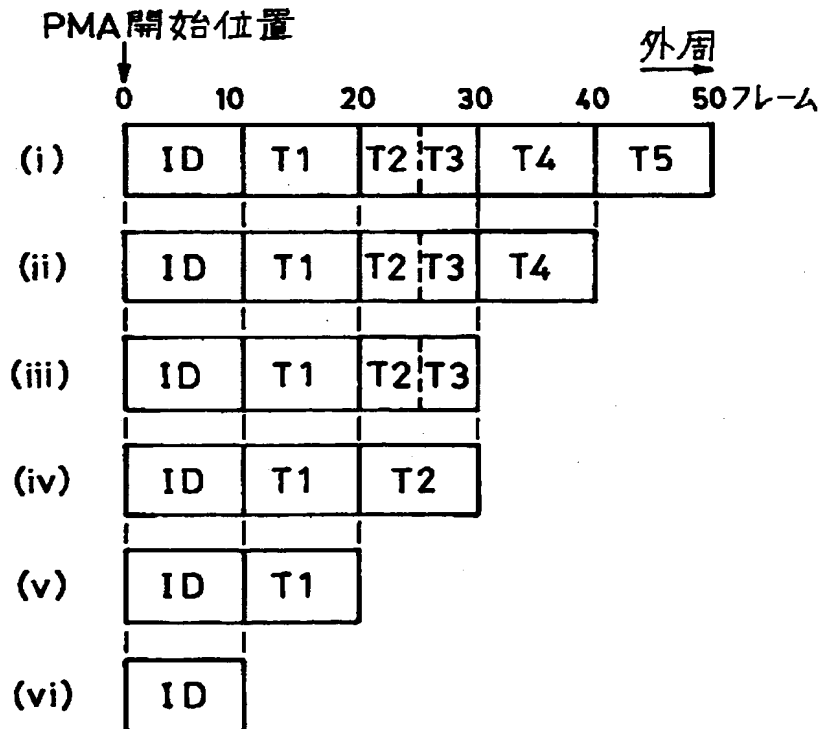 PMA開始位置
外周
0 10 20 30 40 50フレーム
(i) ID T1 T2 T3 T4 T5
(ii) ID T1 T2 T3 T4
(iii) ID T1 T2 T3
(iv) ID T1 T2
(v) ID T1
(vi) ID